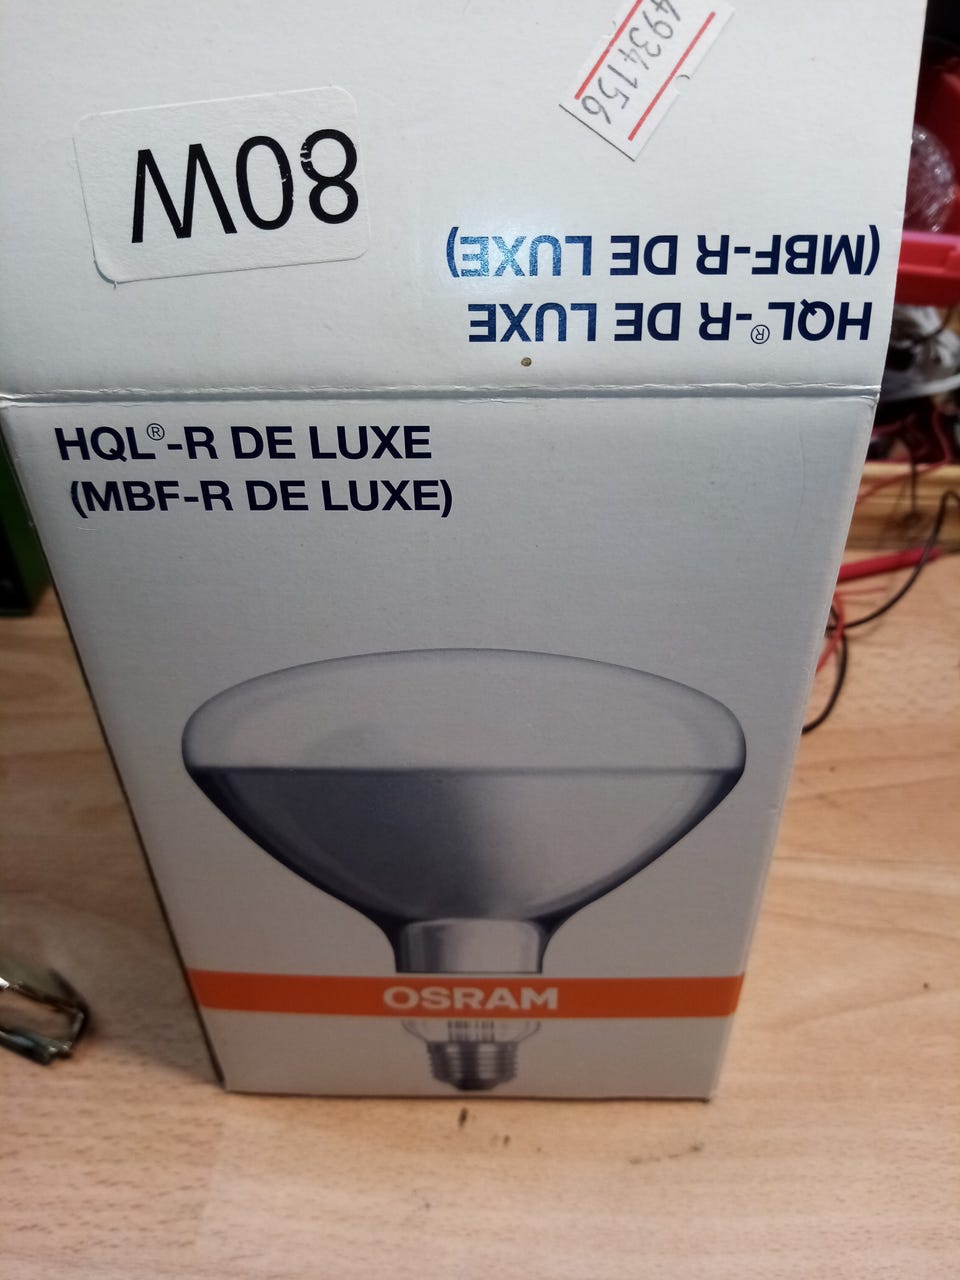 4934156
80W
(MBF-R DE LUXE)
HQL®-R DE LUXE
HQL®-R DE LUXE
(MBF-R DE LUXE)
OSRAM